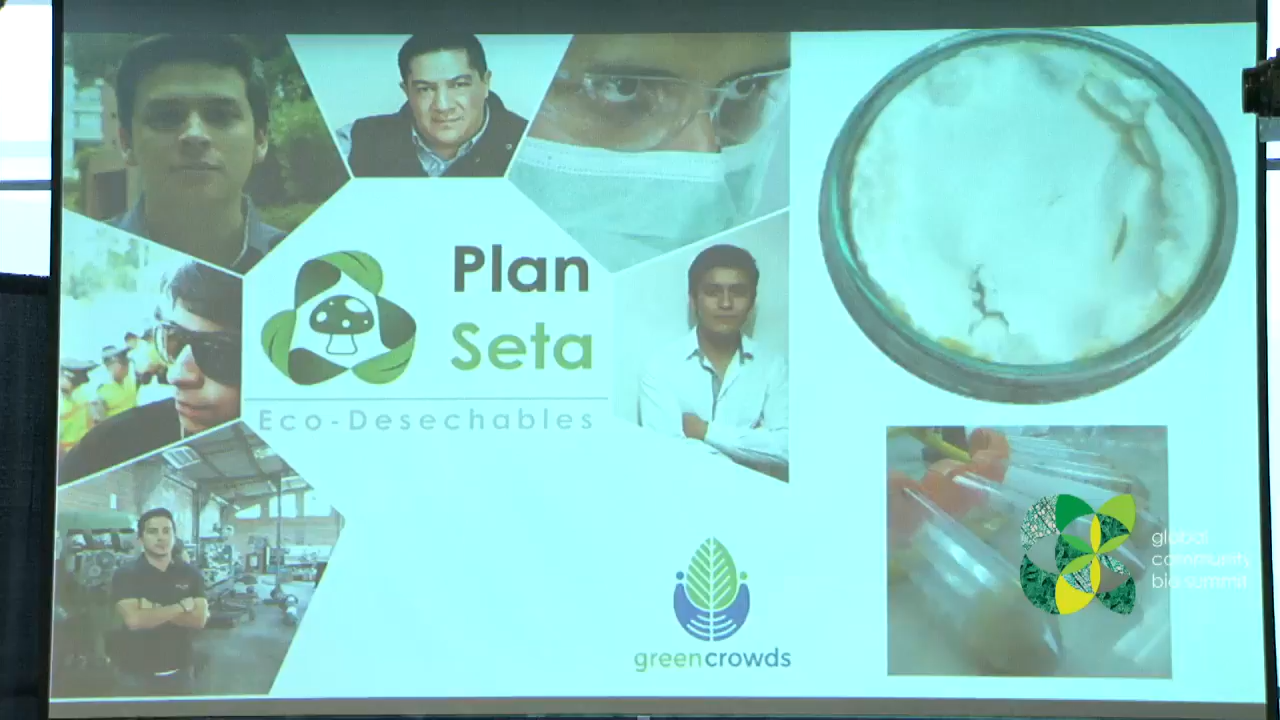 Plan
Seta
Eco-Desechables
greencrowds
global
community
bio summit